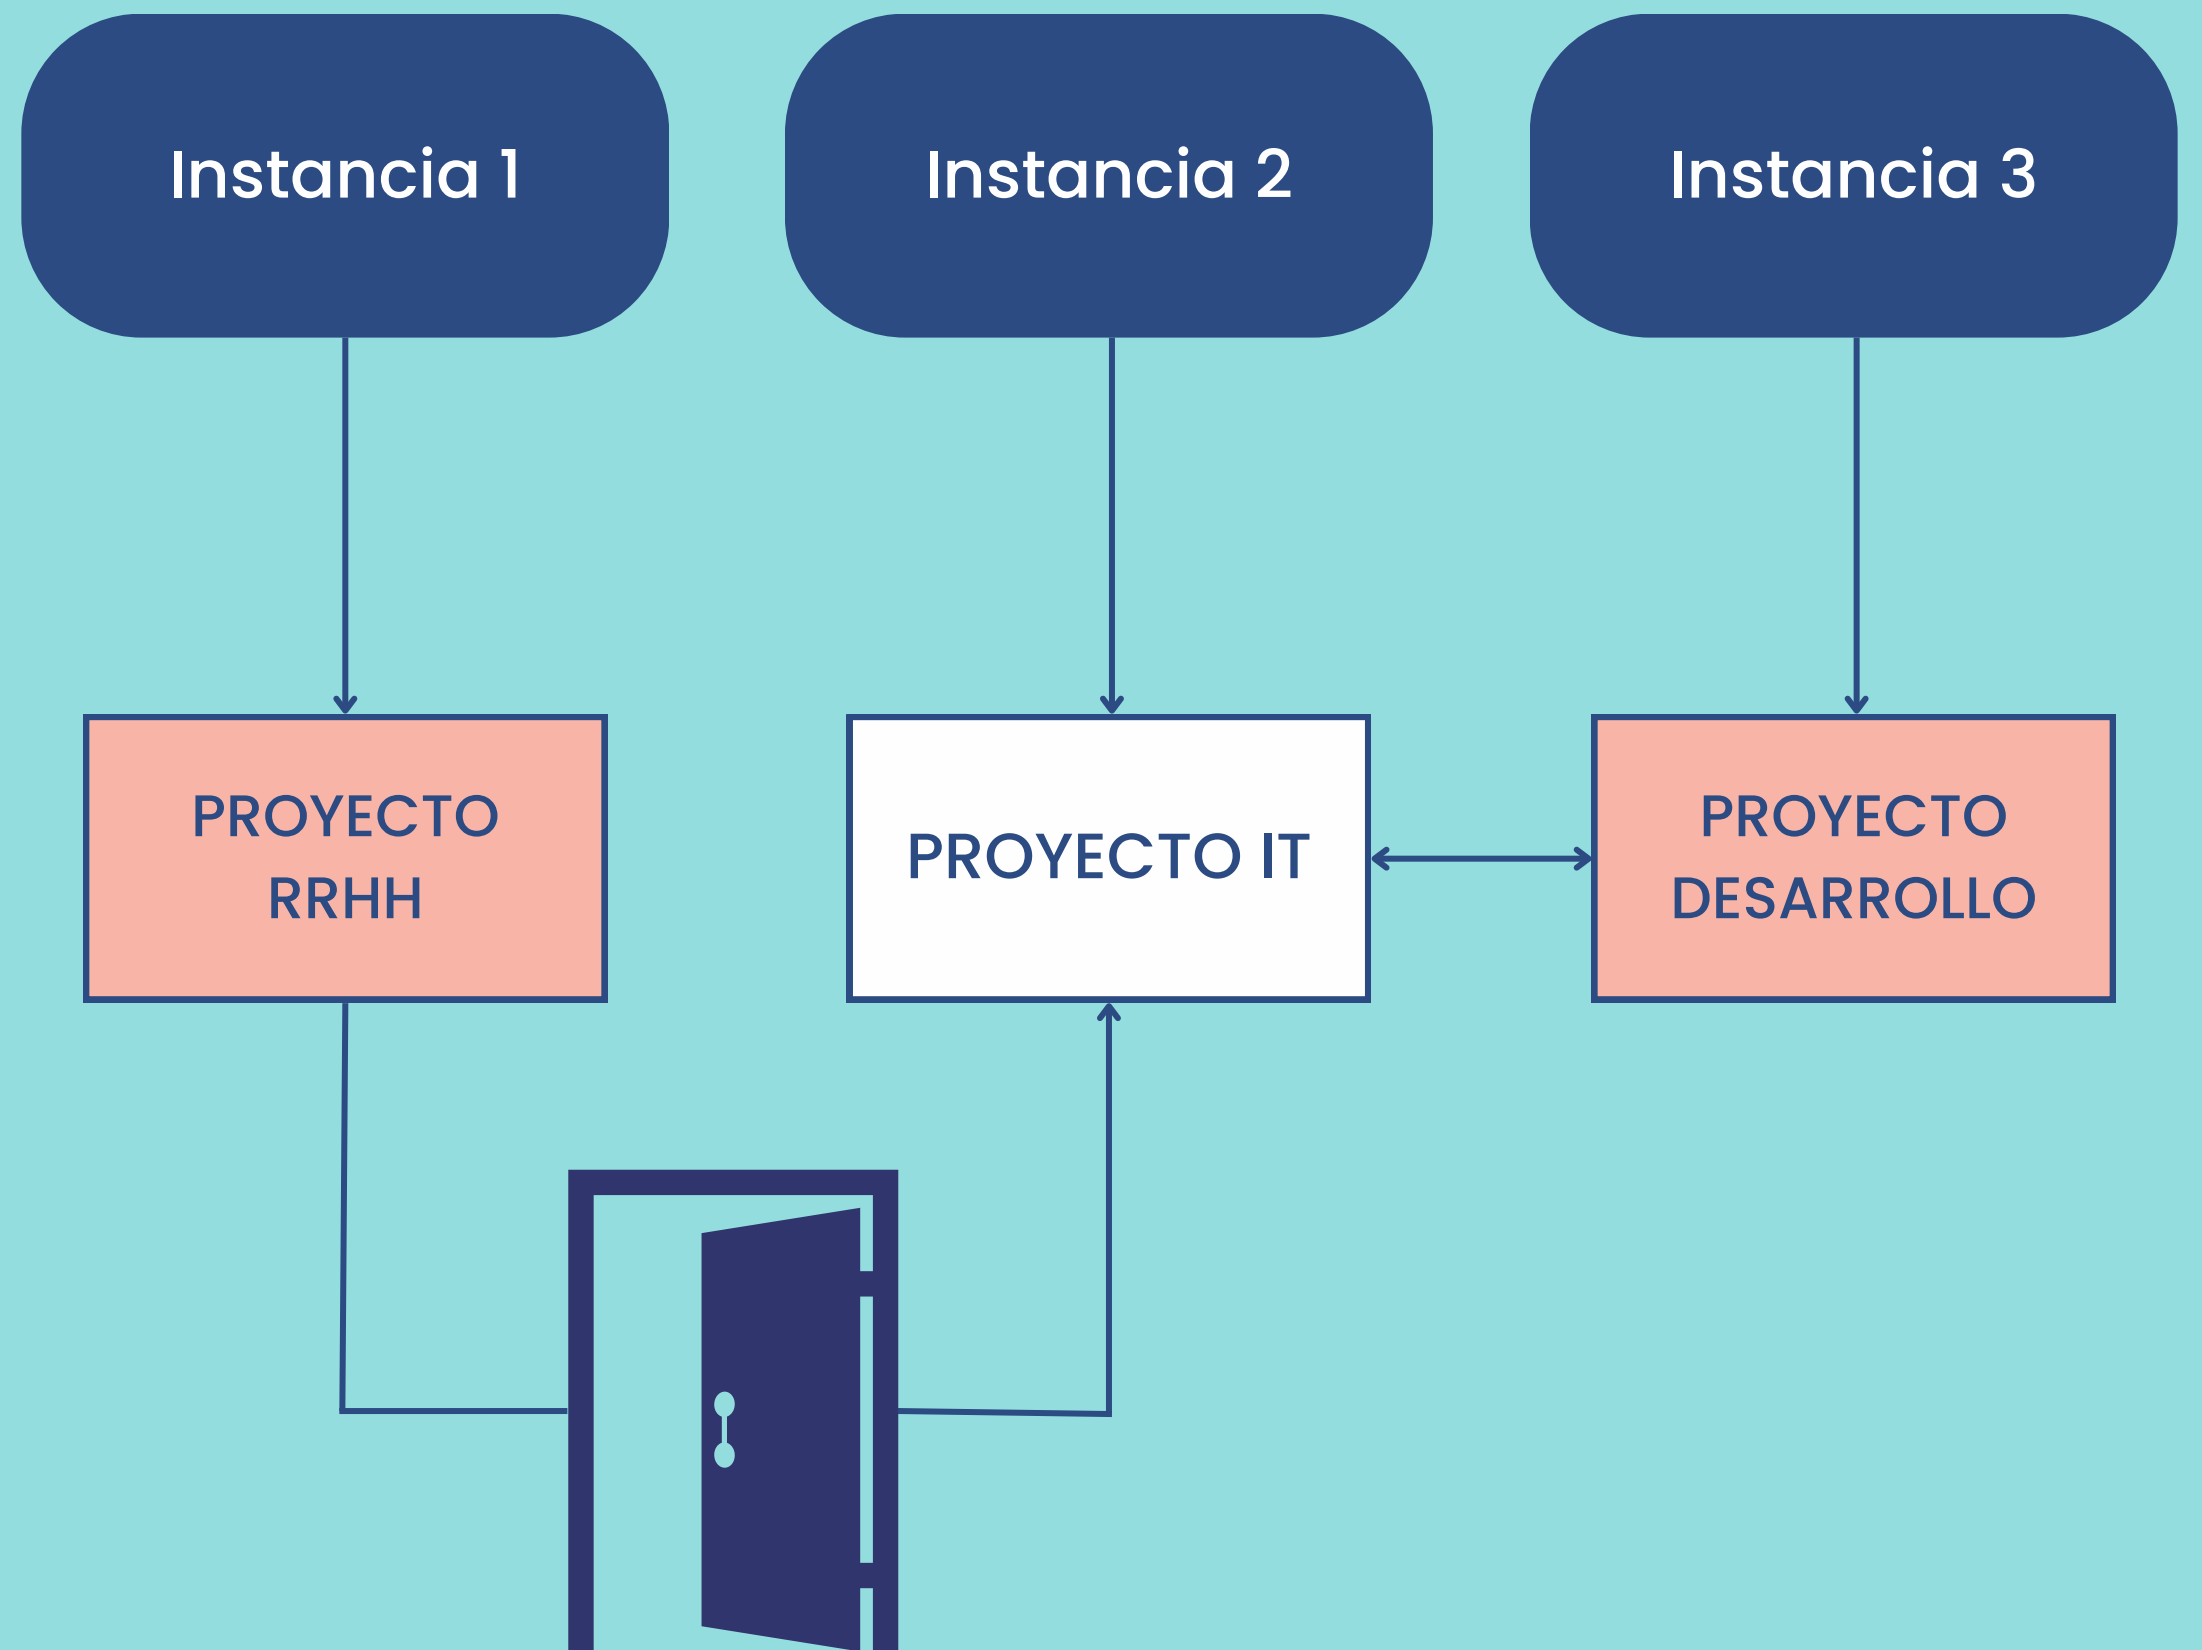 Instancia 1
Instancia 2
Instancia 3
PROYECTO
RRHH
PROYECTO IT
PROYECTO
DESARROLLO